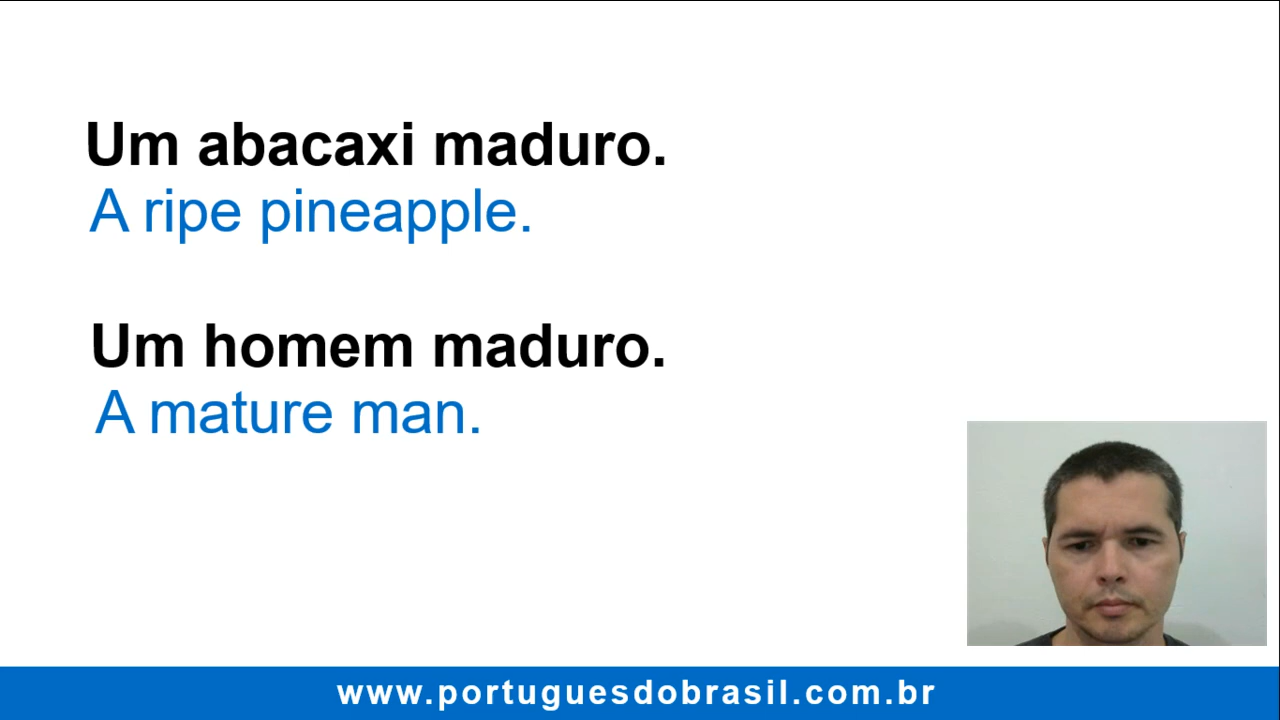 Um abacaxi maduro.
A ripe pineapple.
Um homem maduro.
A mature man.
www.portuguesdobrasil.com.br